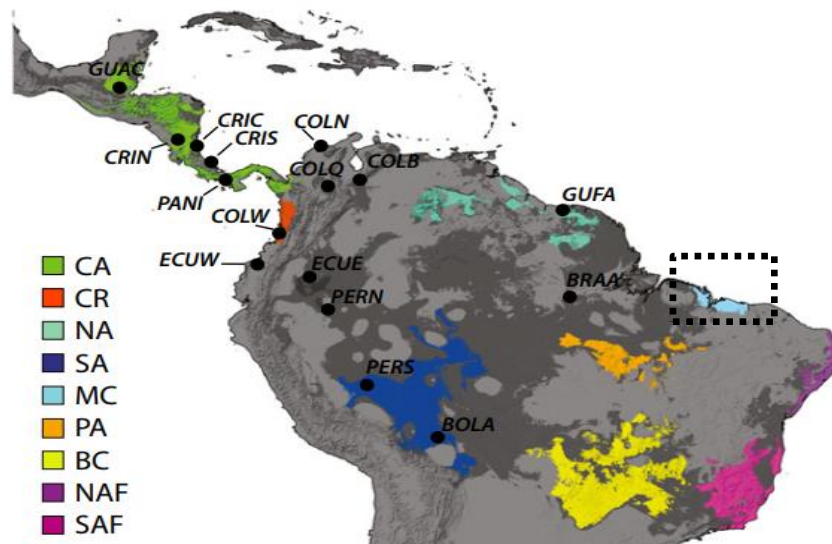 GUAC
CRIC
CRIS
CRIN
COLN
COLQ
COLB
PANI
COLW
GUFA
ECUW
ECUE
BRAA
PERN
PERS
BOLA
CA
CR
NA
SA
MC
PA
BC
NAF
SAF